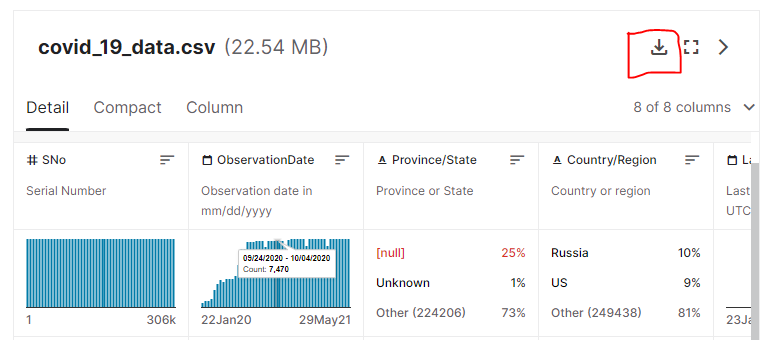 covid_19_data.csv (22.54 MB)
Detail Compact Column 8 of 8 columns
# SNo ObservationDate A Province/State A Country/Region La
Serial Number Observation date in Province or State Country or region Last
mm/dd/yyyy UTC
09/24/2020 - 10/04/2020 [null] 25% Russia 10%
Count: 7,470 Unknown 1% US 9%
Other (224206) 73% Other (249438) 81%
1 306k 22Jan20 29May21 23Ja